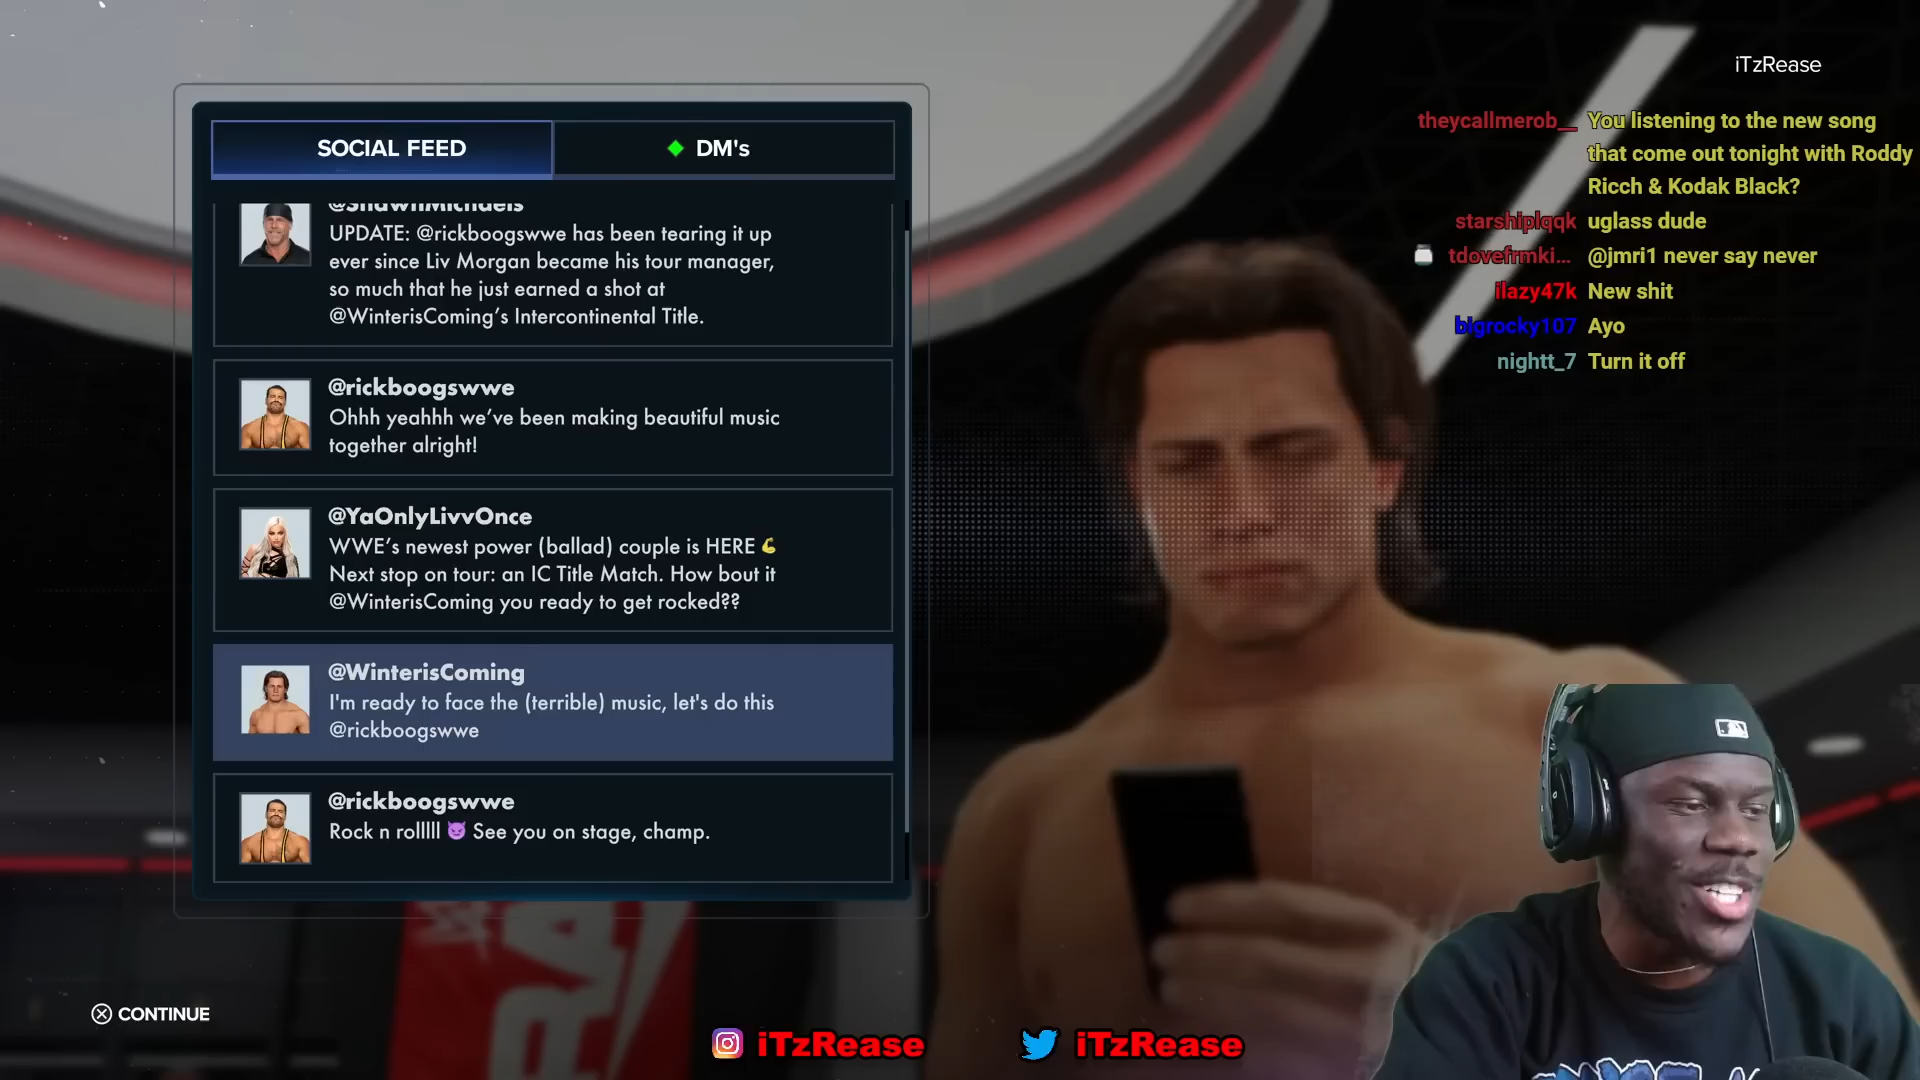 SOCIAL FEED
DM's
@ShawnMichaels
UPDATE: @rickboogswwe has been tearing it up
ever since Liv Morgan became his tour manager,
so much that he just earned a shot at
@WinterisComing’s Intercontinental Title.
@rickboogswwe
Ohhh yeahhh we’ve been making beautiful music
together alright!
@YaOnlyLivvOnce
WWE’s newest power (ballad) couple is HERE 💪
Next stop on tour: an IC Title Match. How bout it
@WinterisComing you ready to get rocked??
@WinterisComing
I'm ready to face the (terrible) music, let's do this
@rickboogswwe
@rickboogswwe
Rock n rolllll 😈 See you on stage, champ.
CONTINUE
iTzRease
theycallmerob__ You listening to the new song
that come out tonight with Roddy
Ricch & Kodak Black?
starshiplqqk uglass dude
tdovefrmki... @jmri1 never say never
ilazy47k New shit
bigrocky107 Ayo
nightt_7 Turn it off
iTzRease
iTzRease